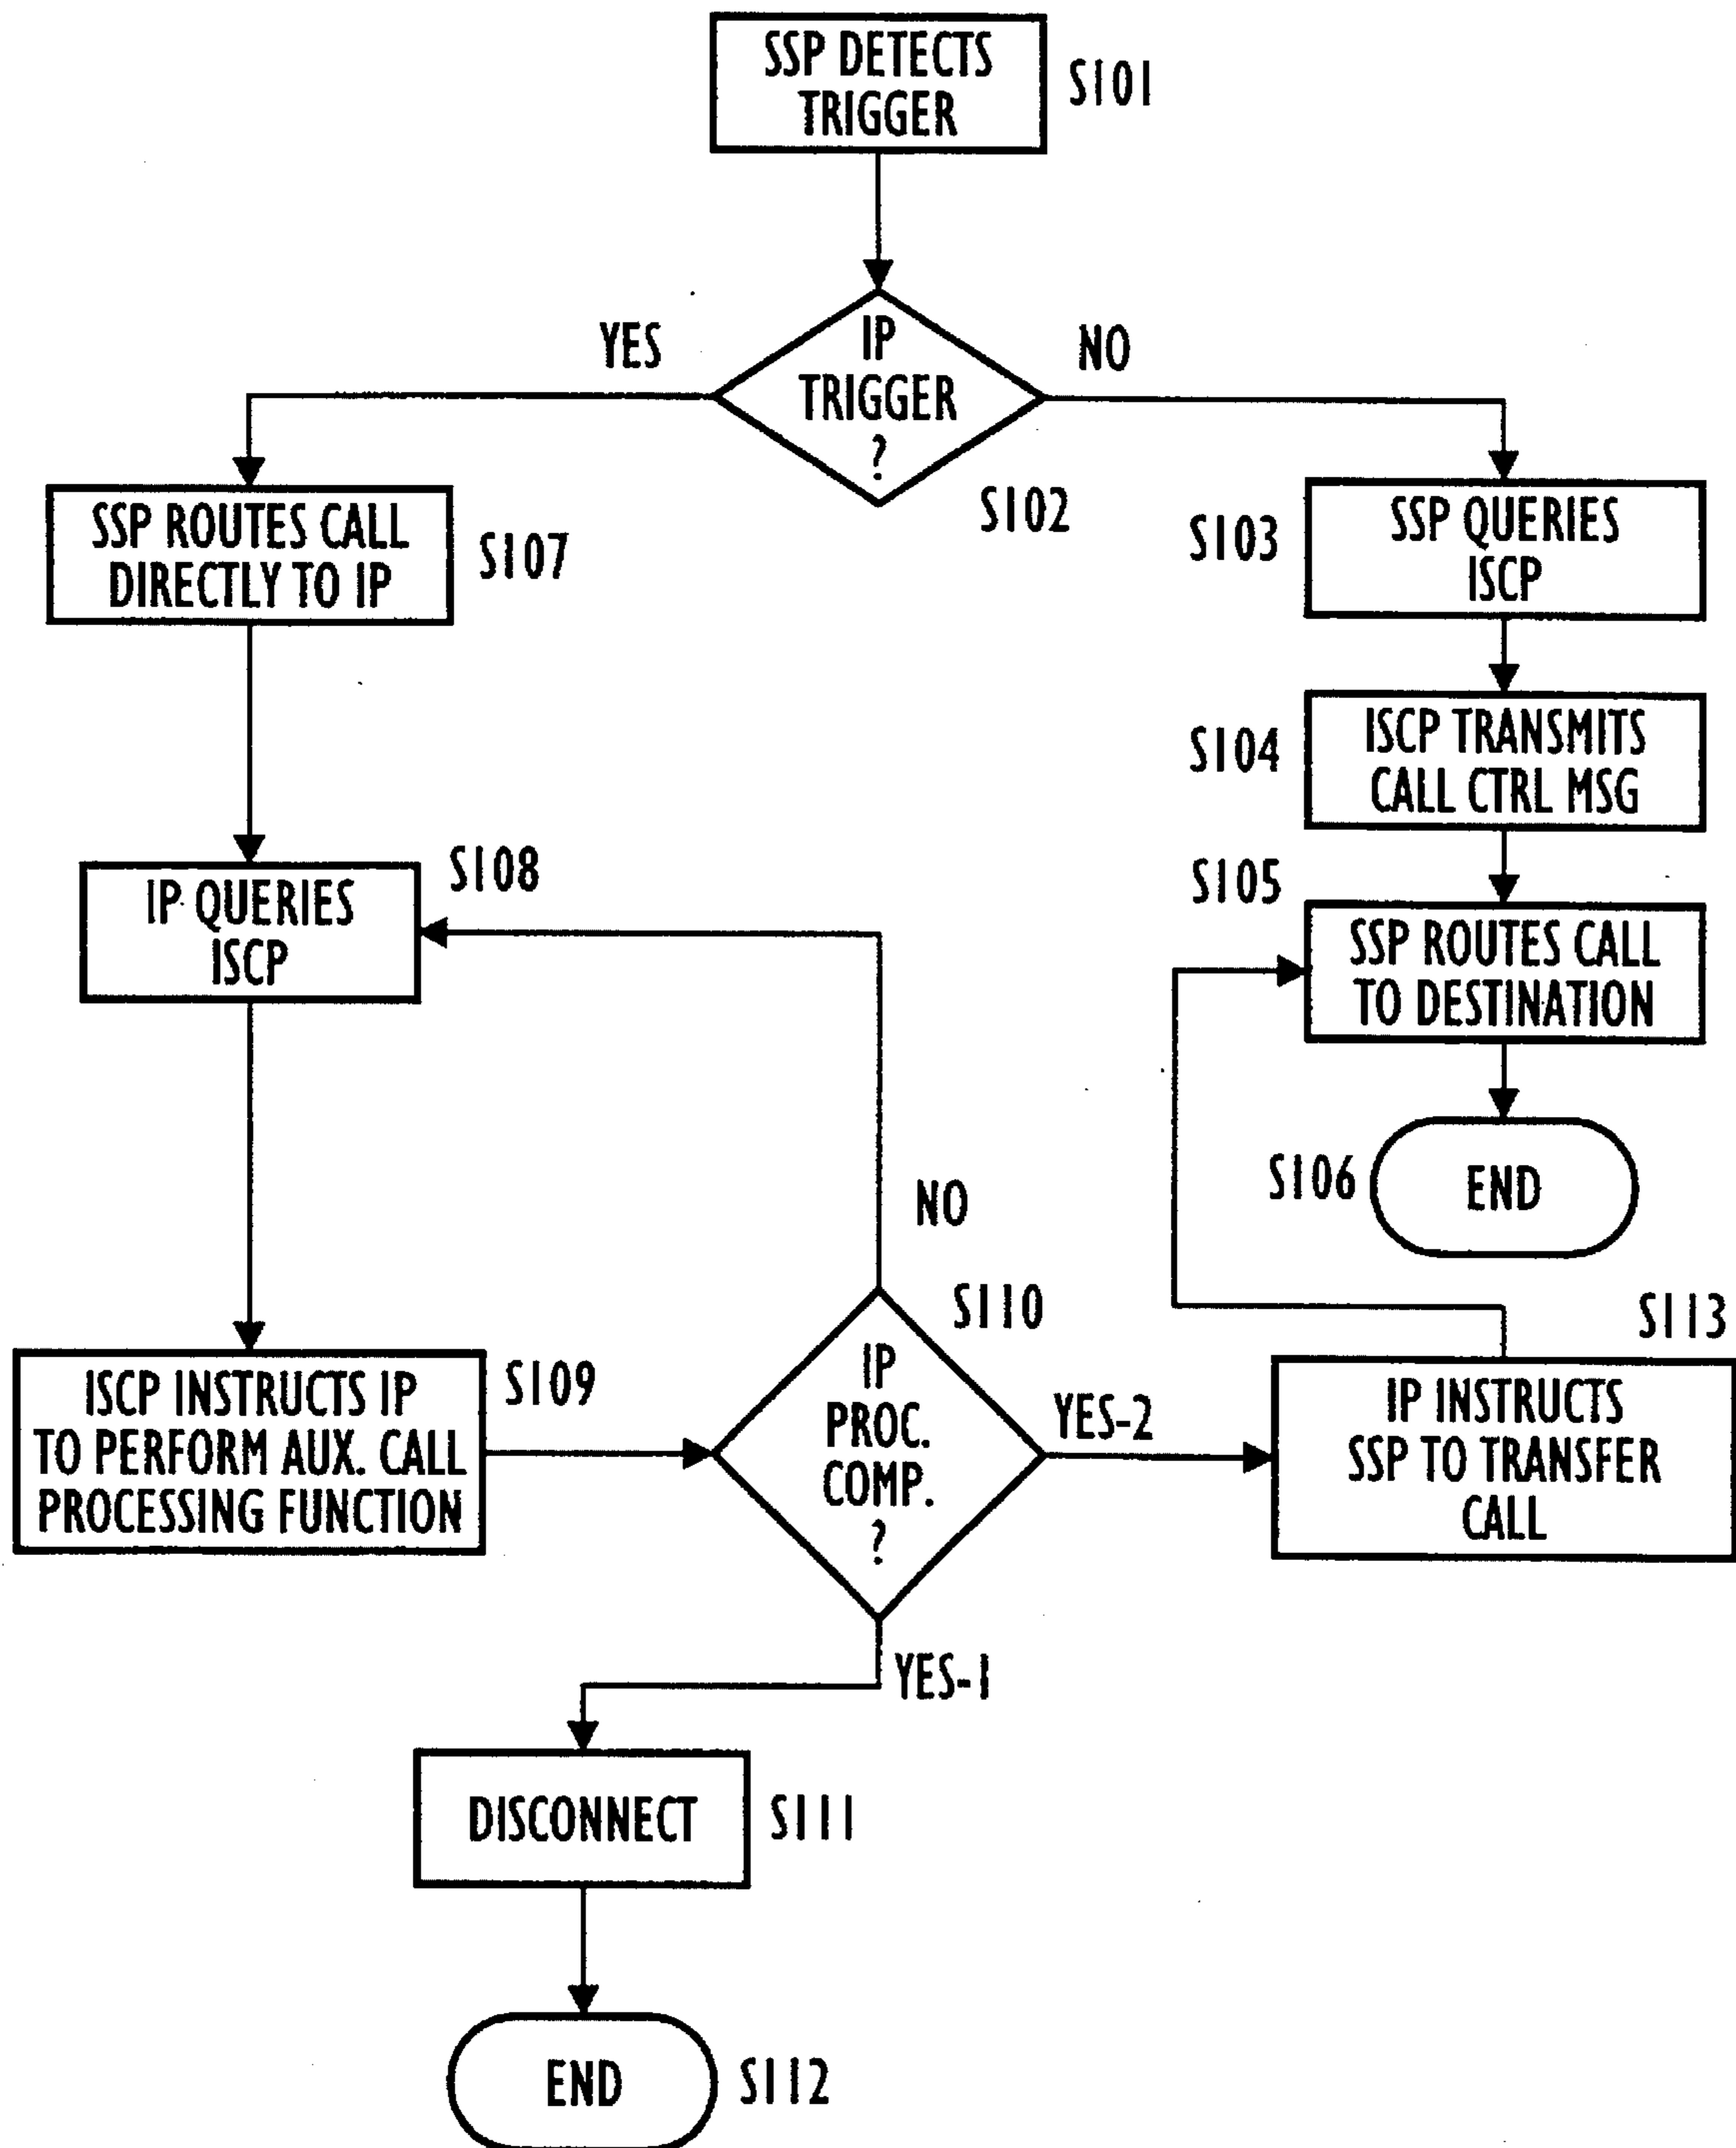 SSP DETECTS
TRIGGER
S101
YES
IP
TRIGGER
?
NO
S102
SSP ROUTES CALL
DIRECTLY TO IP
S107
S103
SSP QUERIES
ISCP
S104
ISCP TRANSMITS
CALL CTRL MSG
S108
IP QUERIES
ISCP
S105
SSP ROUTES CALL
TO DESTINATION
S106
END
NO
S110
S113
ISCP INSTRUCTS IP
TO PERFORM AUX. CALL
PROCESSING FUNCTION
S109
IP
PROC.
COMP.
?
YES-2
IP INSTRUCTS
SSP TO TRANSFER
CALL
YES-1
DISCONNECT
S111
END
S112